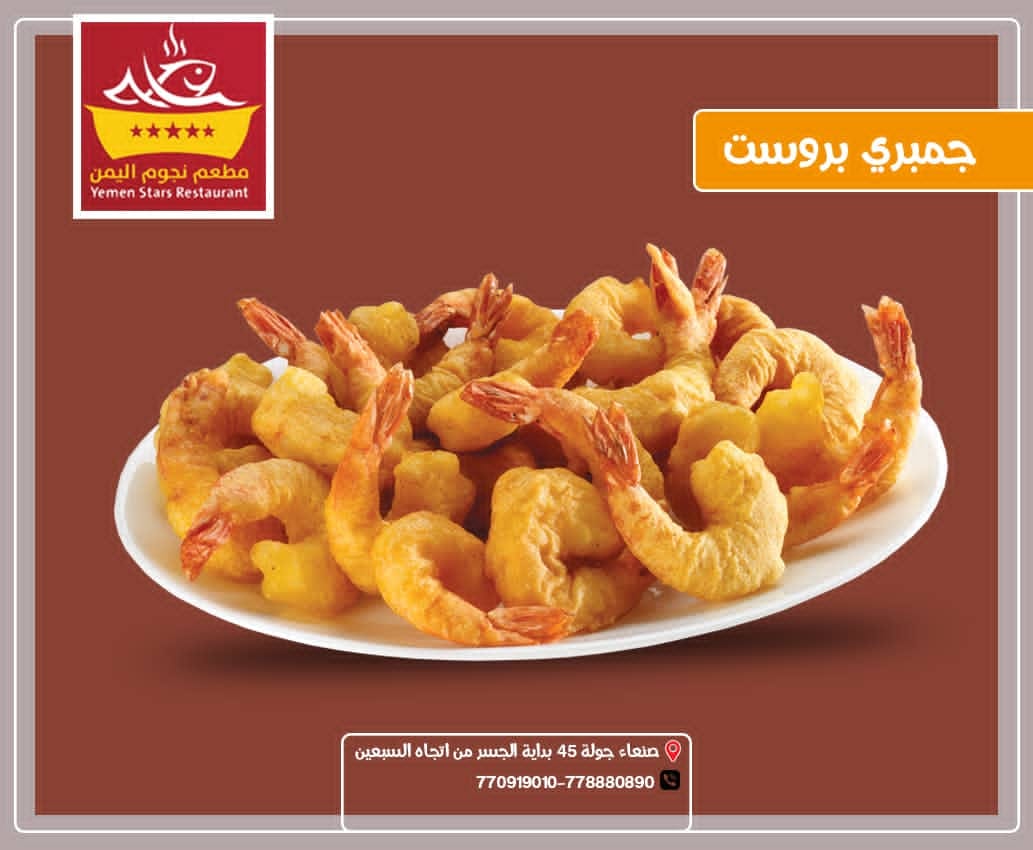 مطعم نجوم اليمن
Yemen Stars Restaurant
جمبري بروست
صنعاء جولة 45 بداية الجسر من اتجاه السبعين
770919010-778880890